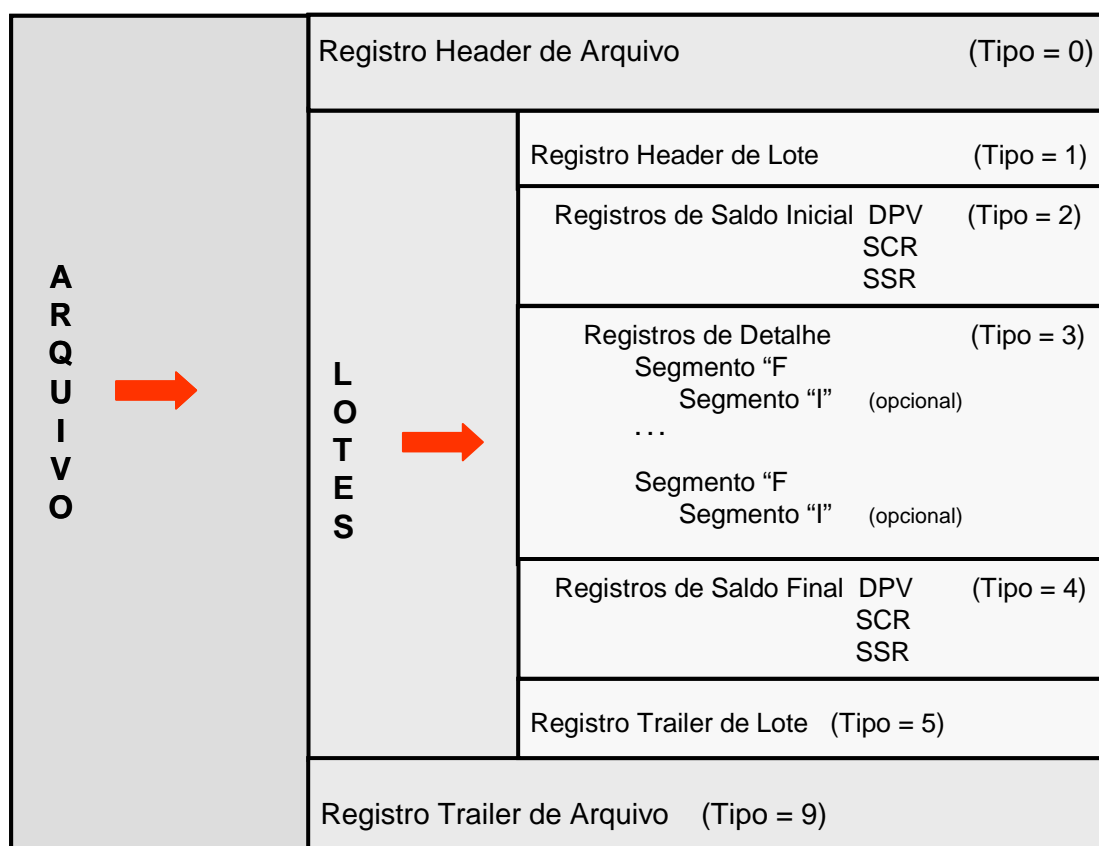 Registro Header de Arquivo (Tipo = 0)
ARQUIVO
LOTES
Registro Header de Lote (Tipo = 1)
Registros de Saldo Inicial DPV (Tipo = 2)
SCR
SSR
Registros de Detalhe (Tipo = 3)
Segmento “F
Segmento “I” (opcional)
. . .
Segmento “F
Segmento “I” (opcional)
Registros de Saldo Final DPV (Tipo = 4)
SCR
SSR
Registro Trailer de Lote (Tipo = 5)
Registro Trailer de Arquivo (Tipo = 9)